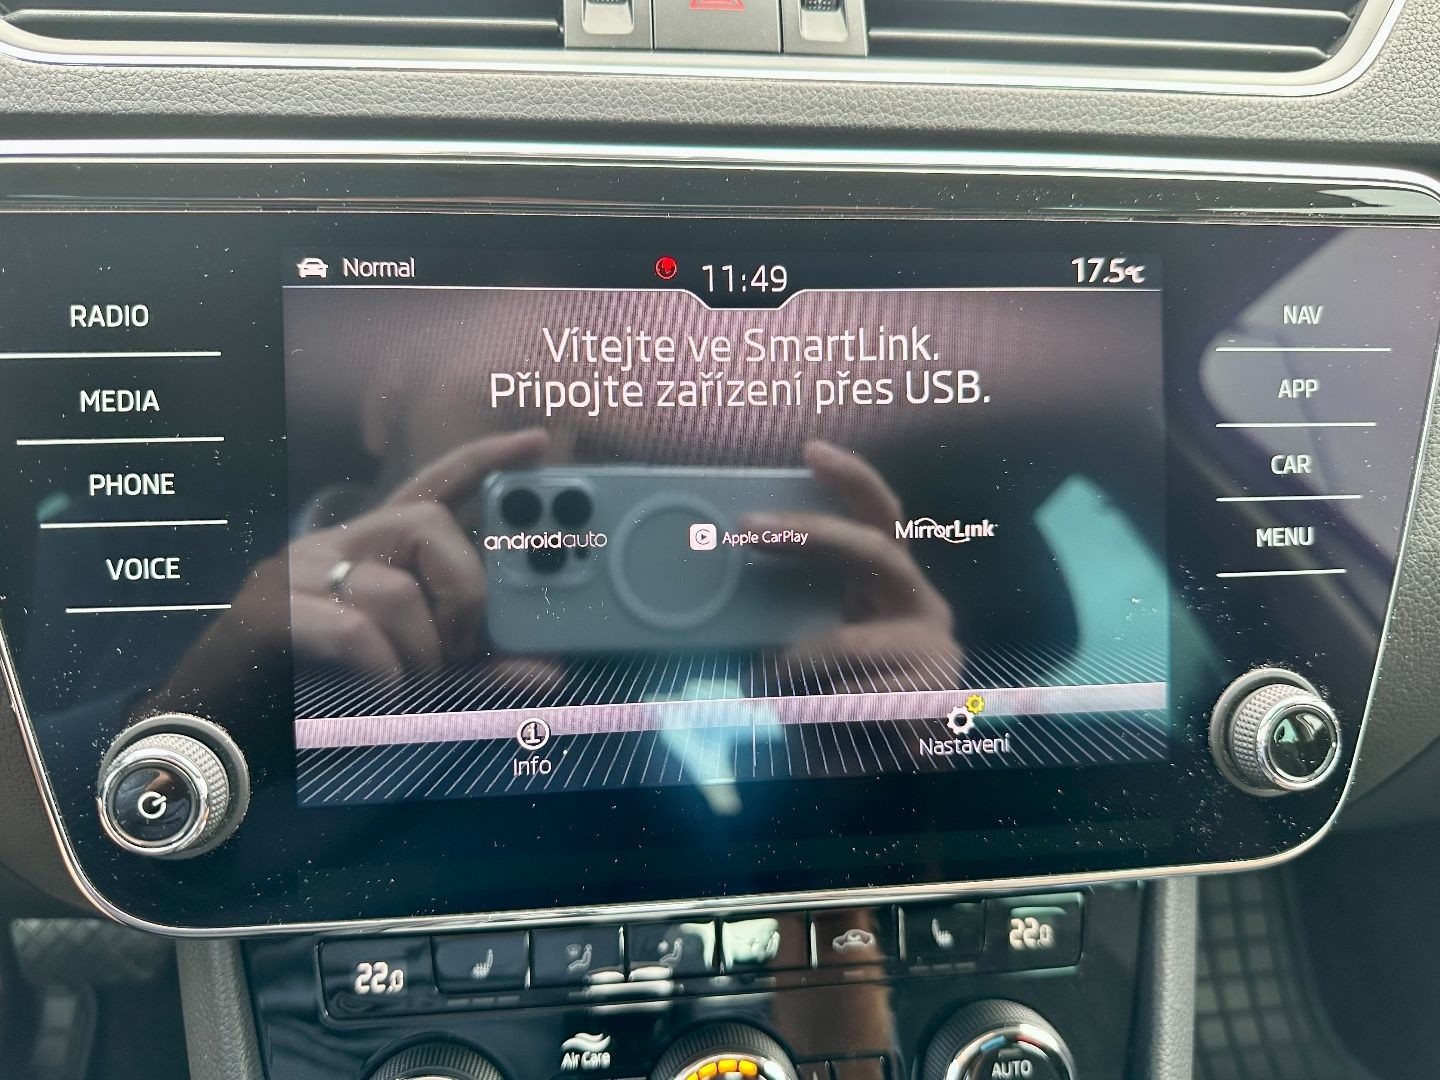 Normal
11:49
17.5°C
RADIO
MEDIA
PHONE
VOICE
Vítejte ve SmartLink.
Připojte zařízení přes USB.
androidauto
Apple CarPlay
MirrorLink
Info
Nastavení
NAV
APP
CAR
MENU
22.0
22.0
Air Care
AUTO